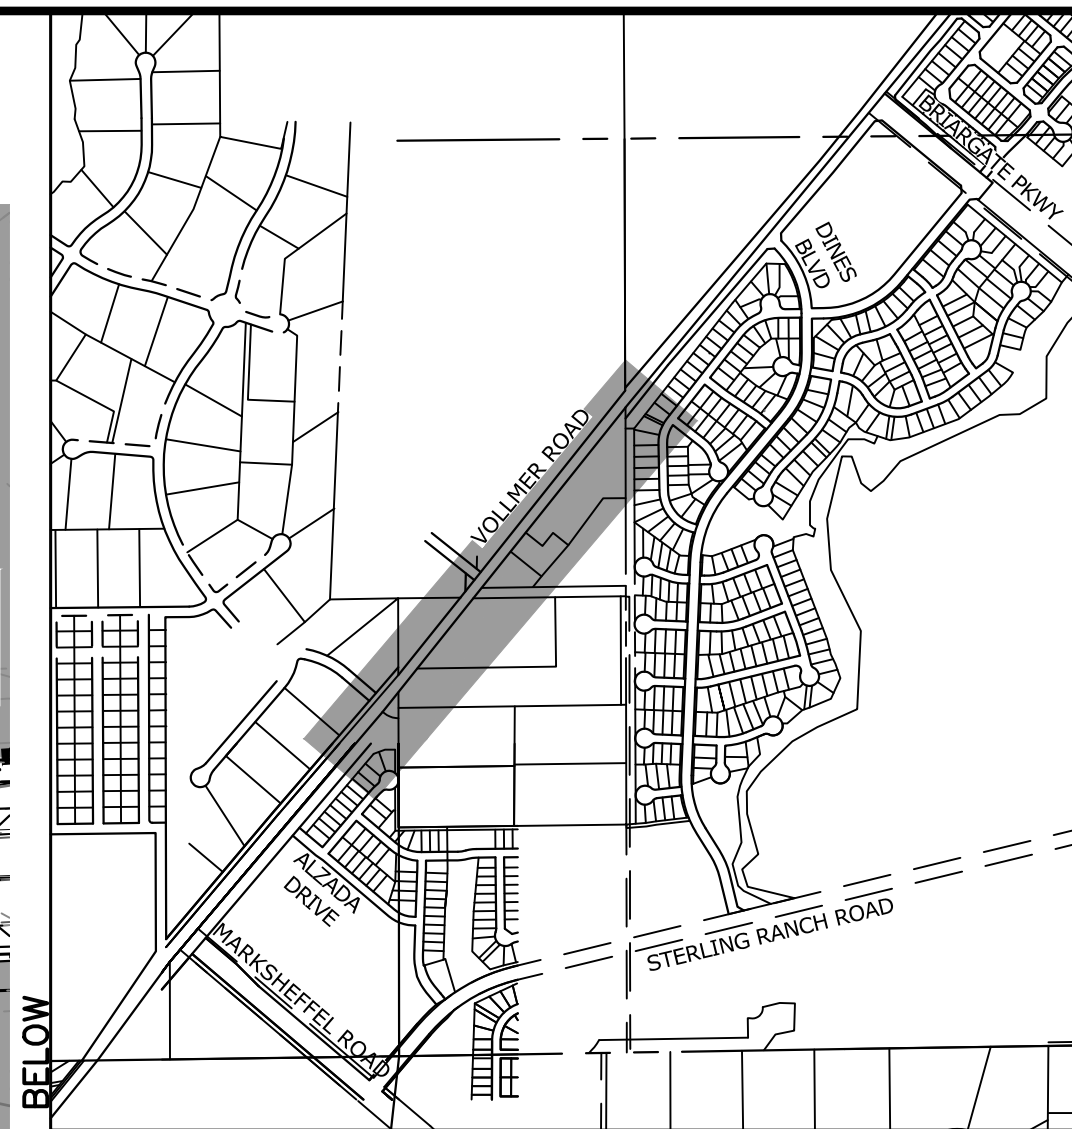 BRIARGATE PKWY
DINES
BLVD
VOLLMER ROAD
ALZADA
DRIVE
MARKSHEFFEL ROAD
STERLING RANCH ROAD
BELOW